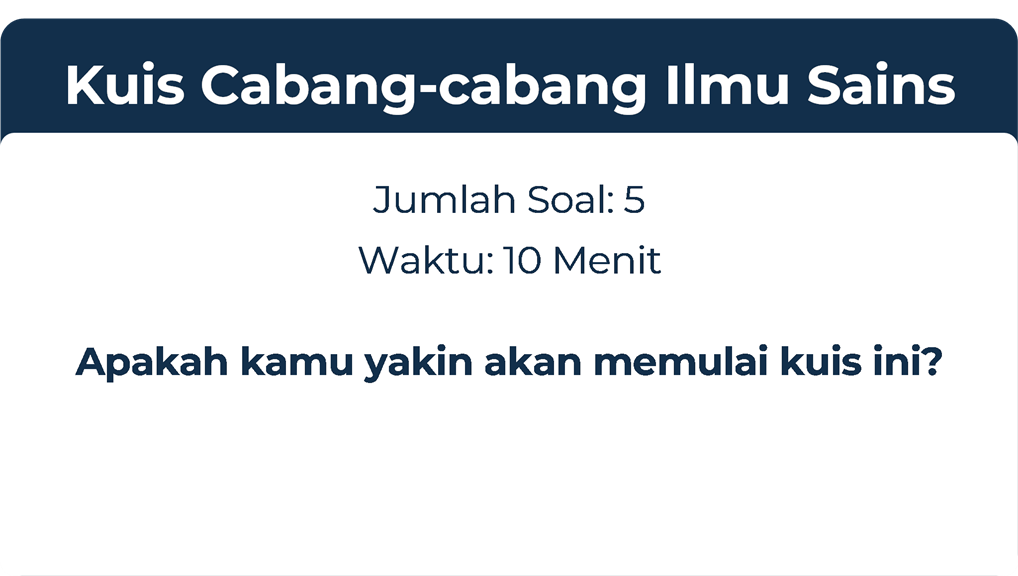 Kuis Cabang-cabang Ilmu Sains
Jumlah Soal: 5
Waktu: 10 Menit
Apakah kamu yakin akan memulai kuis ini?